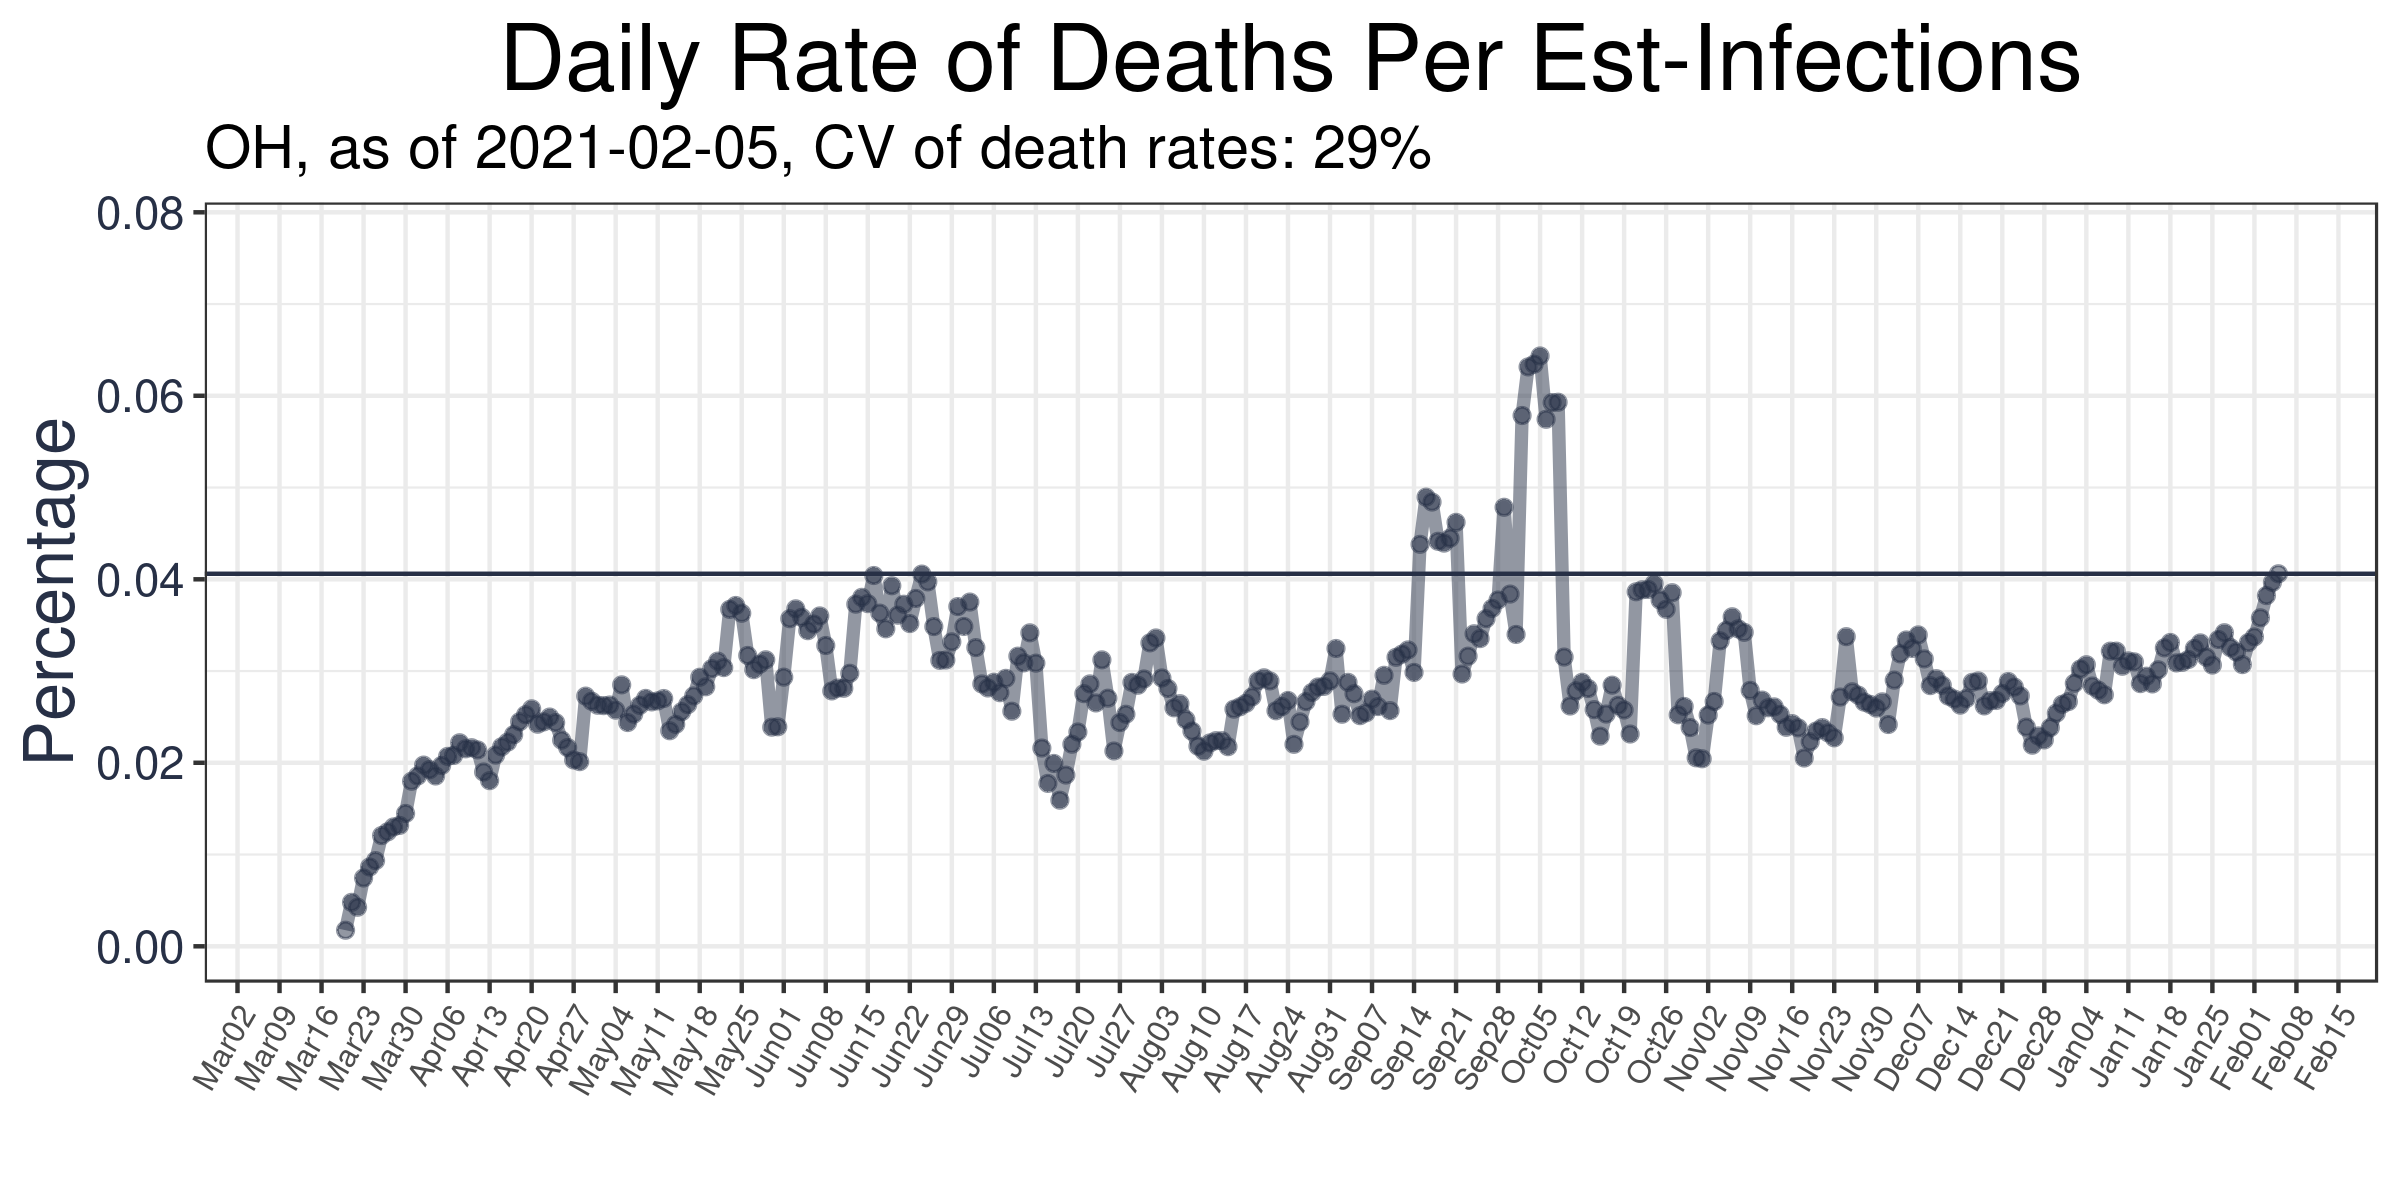 Daily Rate of Deaths Per Est-Infections
OH, as of 2021-02-05, CV of death rates: 29%
0.08
0.06
0.04
0.02
0.00
Percentage
Mar02
Mar09
Mar16
Mar23
Mar30
Apr06
Apr13
Apr20
Apr27
May04
May11
May18
May25
Jun01
Jun08
Jun15
Jun22
Jun29
Jul06
Jul13
Jul20
Jul27
Aug03
Aug10
Aug17
Aug24
Aug31
Sep07
Sep14
Sep21
Sep28
Oct05
Oct12
Oct19
Oct26
Nov02
Nov09
Nov16
Nov23
Nov30
Dec07
Dec14
Dec21
Dec28
Jan04
Jan11
Jan18
Jan25
Feb01
Feb08
Feb15